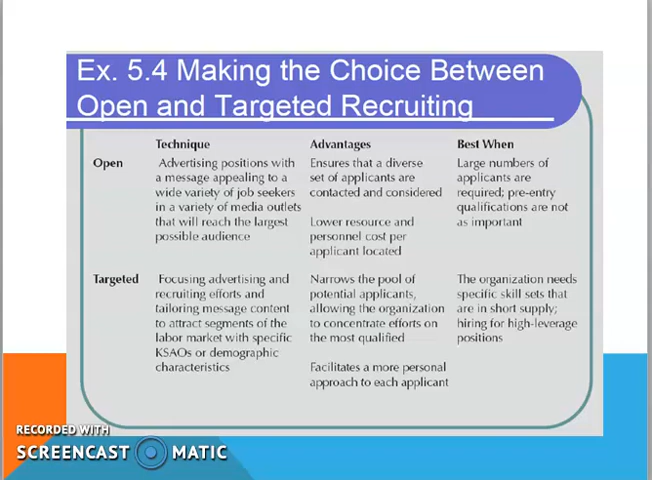 Ex. 5.4 Making the Choice Between
Open and Targeted Recruiting
Technique
Advantages
Best When
Open
Advertising positions with
a message appealing to a
wide variety of job seekers
in a variety of media outlets
that will reach the largest
possible audience
Ensures that a diverse
set of applicants are
contacted and considered
Lower resource and
personnel cost per
applicant located
Large numbers of
applicants are
required; pre-entry
qualifications are not
as important
Targeted
Focusing advertising and
recruiting efforts and
tailoring message content
to attract segments of the
labor market with specific
KSAOs or demographic
characteristics
Narrows the pool of
potential applicants,
allowing the organization
to concentrate efforts on
the most qualified
Facilitates a more personal
approach to each applicant
The organization needs
specific skill sets that
are in short supply;
hiring for high-leverage
positions
RECORDED WITH
SCREENCAST MATIC